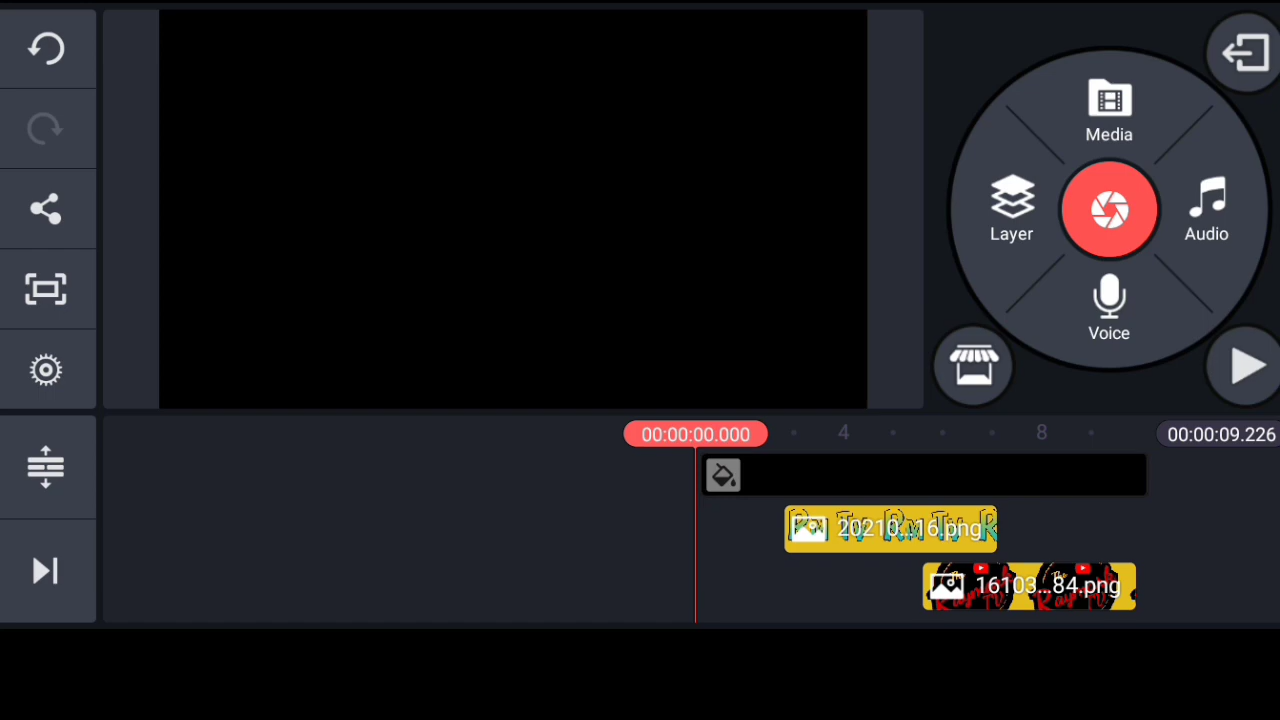 Media
Layer
Audio
Voice
00:00:00.000
4
8
00:00:09.226
20210...16.png
16103...84.png